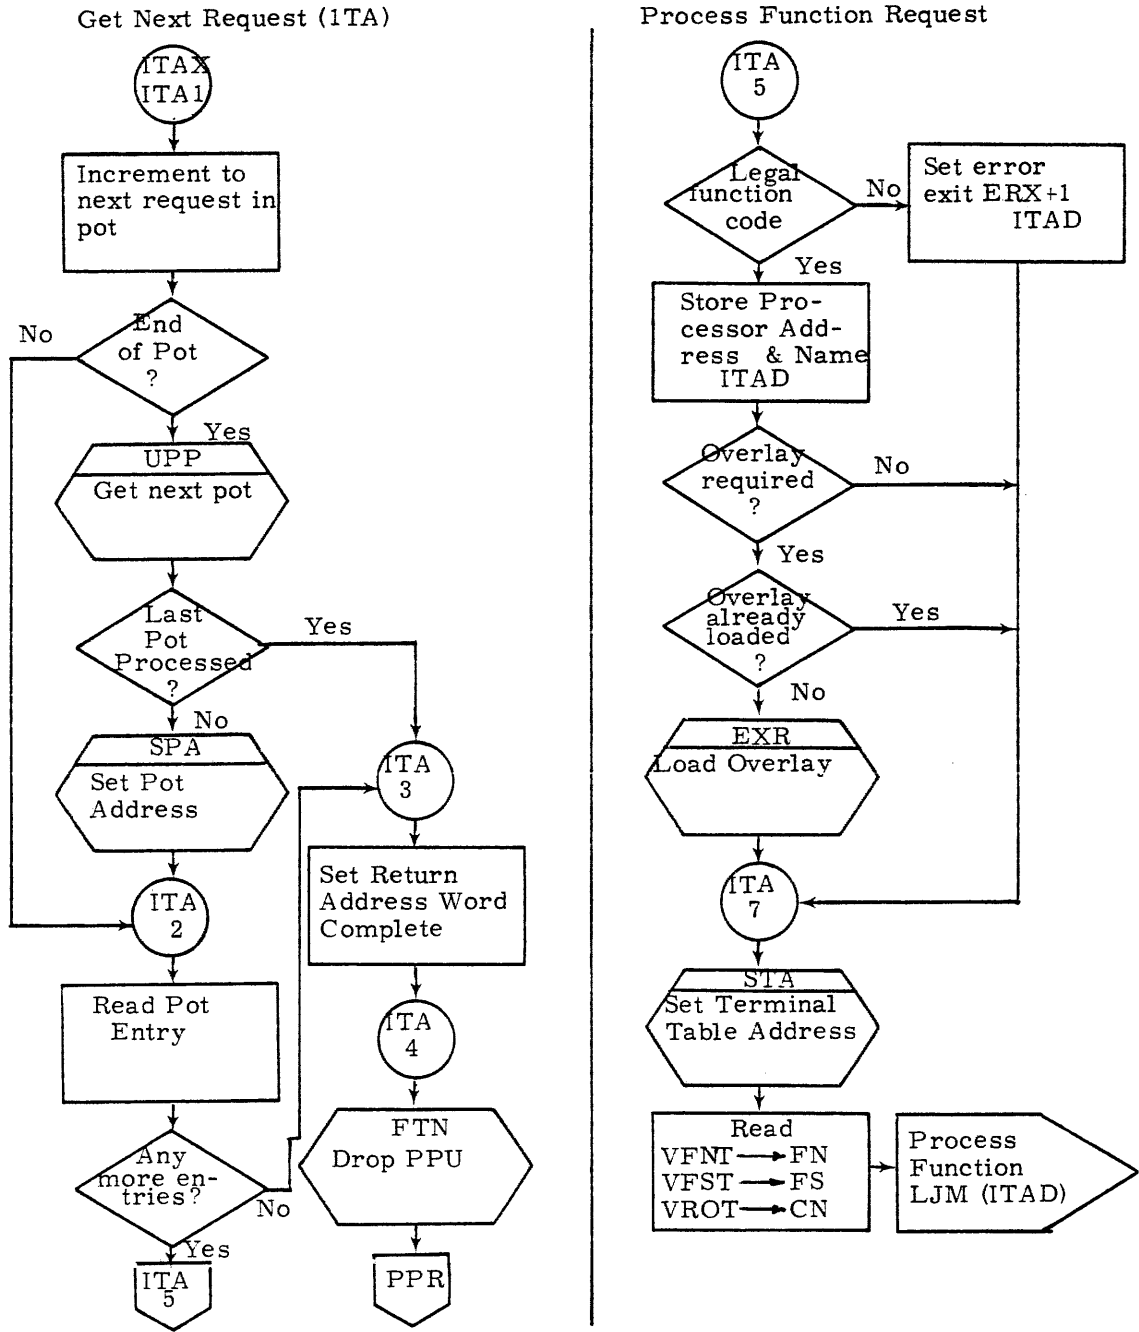 Get Next Request (1TA)
ITAX
ITA1
Increment to
next request in
pot
End
of Pot
?
No
Yes
UPP
Get next pot
Last
Pot
Processed
?
Yes
No
SPA
Set Pot
Address
ITA
2
Read Pot
Entry
Any
more en-
tries?
No
Yes
ITA
5
ITA
3
Set Return
Address Word
Complete
ITA
4
FTN
Drop PPU
PPR
Process Function Request
ITA
5
Legal
function
code
No
Set error
exit ERX+1
ITAD
Yes
Store Pro-
cessor Add-
ress & Name
ITAD
Overlay
required
?
No
Yes
Overlay
already
loaded
?
Yes
No
EXR
Load Overlay
ITA
7
STA
Set Terminal
Table Address
Read
VFNT FN
VFST FS
VROT CN
Process
Function
LJM (ITAD)